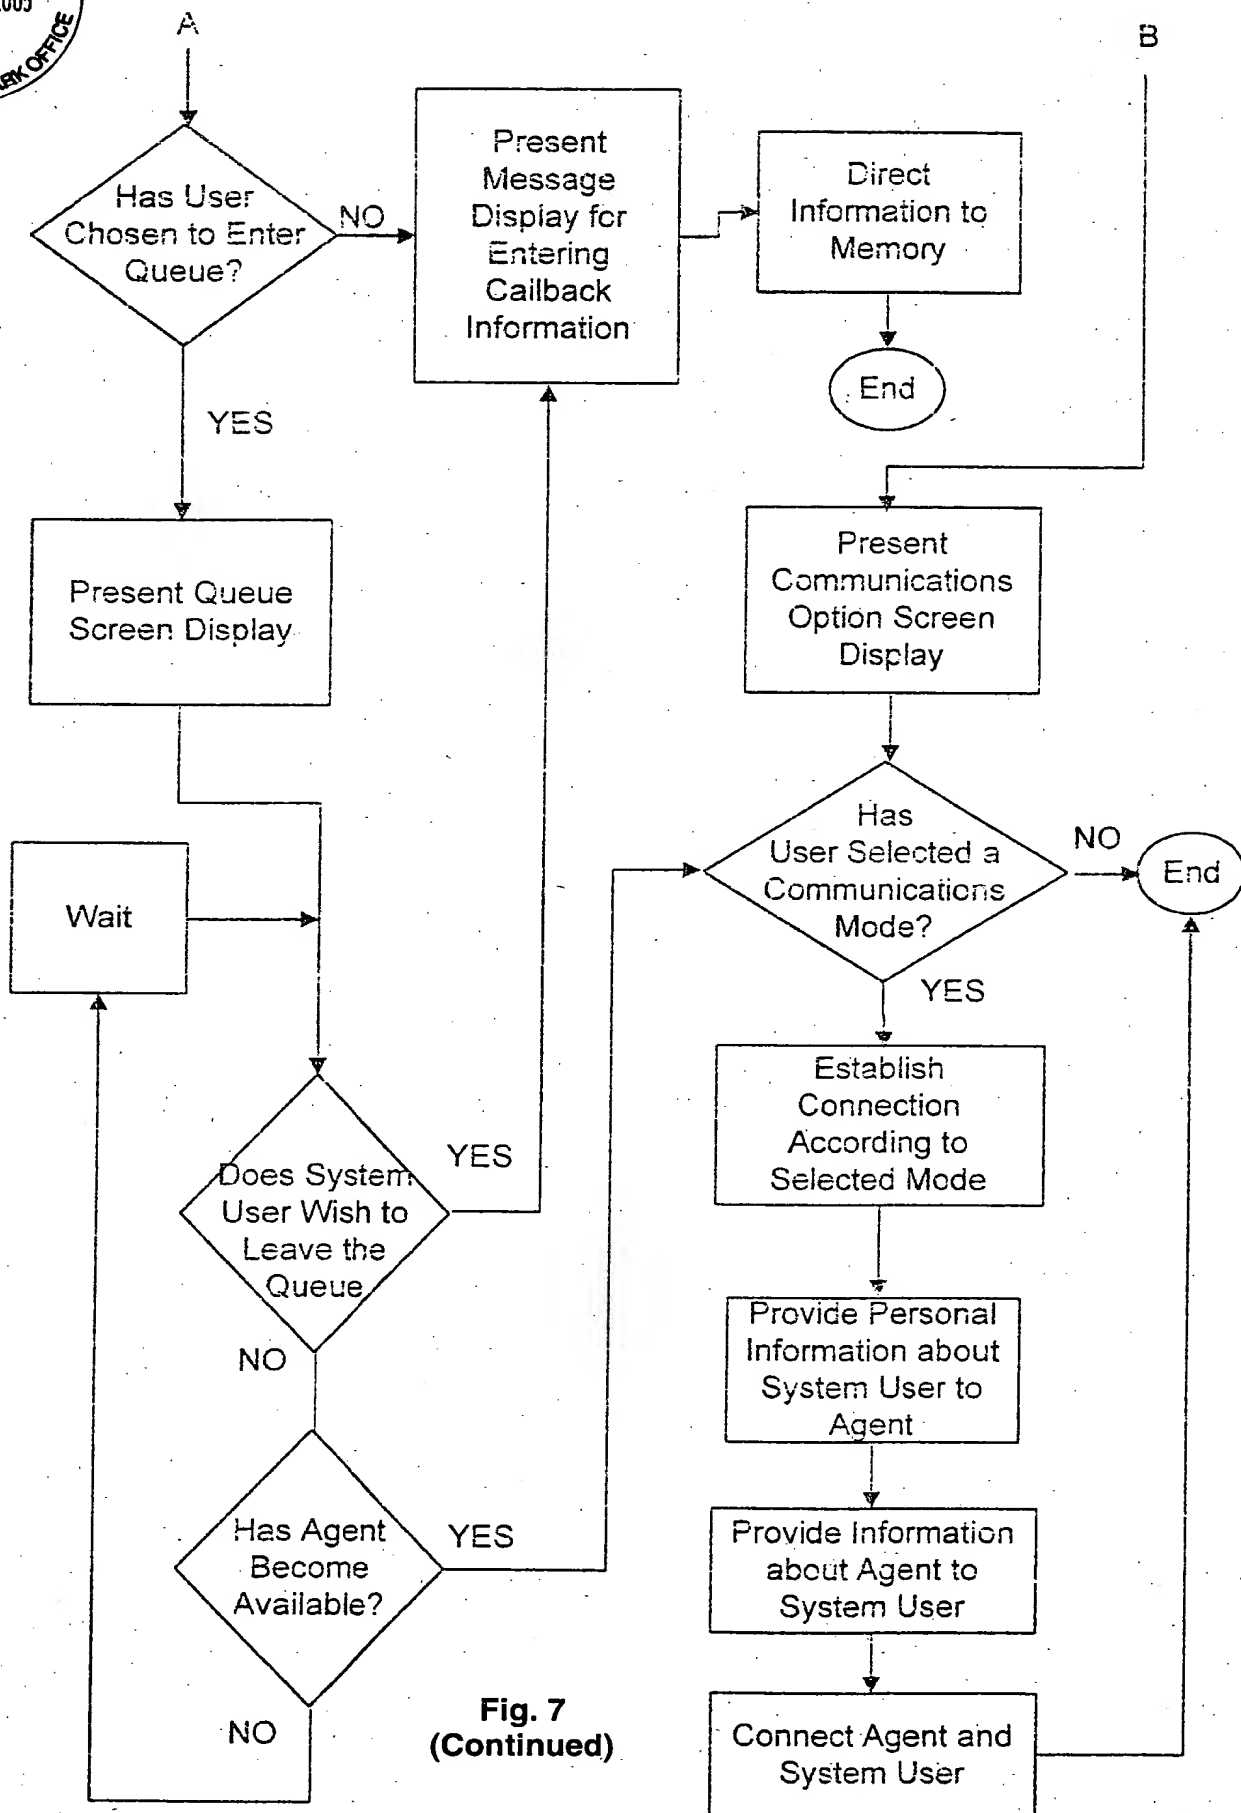 2005
ARK OFFICE
A
B
Has User
Chosen to Enter
Queue?
NO
YES
Present
Message
Display for
Entering
Callback
Information
Direct
Information to
Memory
End
Present Queue
Screen Display
Present
Communications
Option Screen
Display
Wait
Has
User Selected a
Communications
Mode?
NO
End
YES
Does System
User Wish to
Leave the
Queue
YES
NO
Establish
Connection
According to
Selected Mode
Provide Personal
Information about
System User to
Agent
Has Agent
Become
Available?
YES
NO
Provide Information
about Agent to
System User
Connect Agent and
System User
Fig. 7
(Continued)